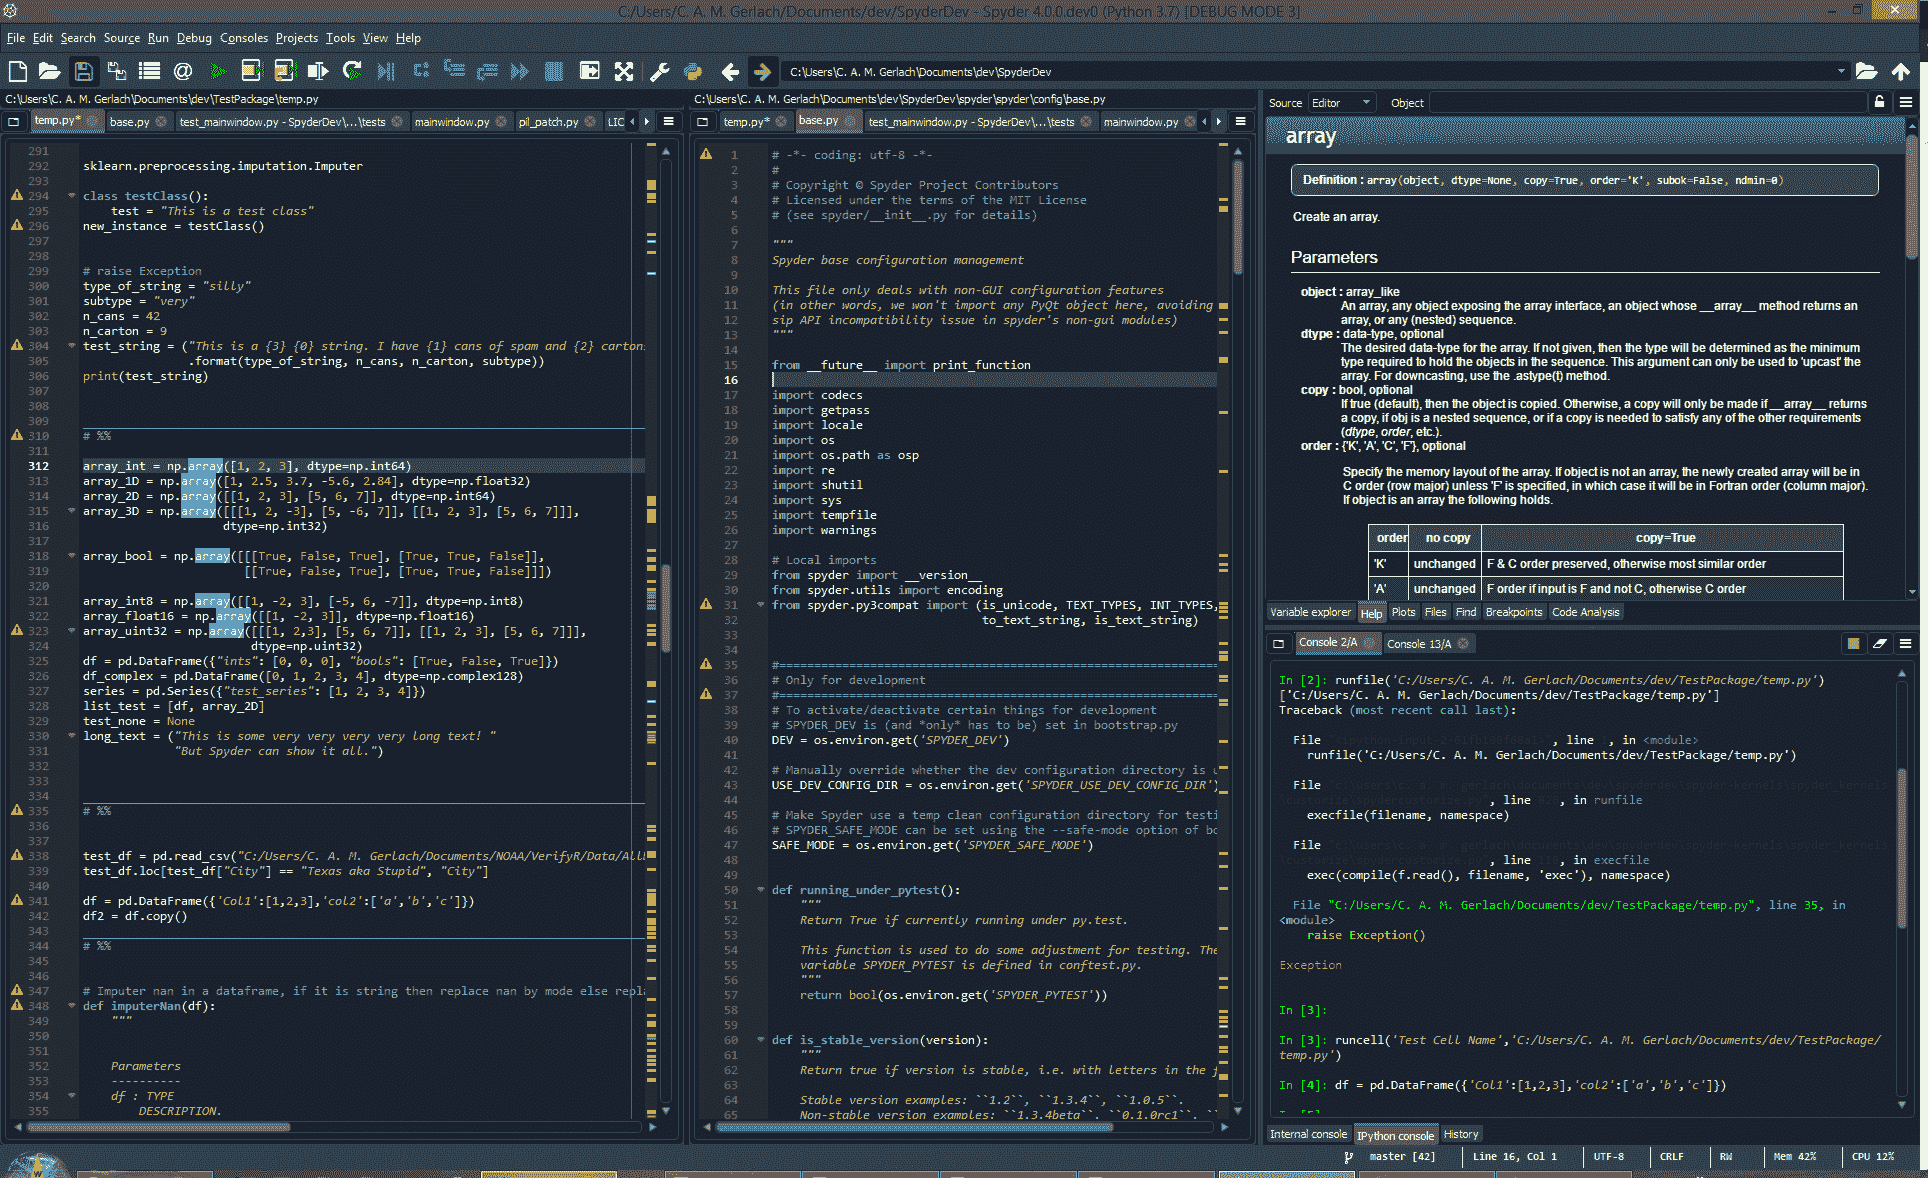 C:/Users/C. A. M. Gerlach/Documents/dev/SpyderDev - Spyder 4.0.0.dev0 (Python 3.7) [DEBUG MODE 3]
File Edit Search Source Run Debug Consoles Projects Tools View Help
C:\Users\C. A. M. Gerlach\Documents\dev\SpyderDev
C:\Users\C. A. M. Gerlach\Documents\dev\TestPackage\temp.py
temp.py* base.py test_mainwindow.py - SpyderDev\...\tests mainwindow.py pil_patch.py LIC
291
292 sklearn.preprocessing.imputation.Imputer
293
294 class testClass():
295 test = "This is a test class"
296 new_instance = testClass()
297
298
299 # raise Exception
300 type_of_string = "silly"
301 subtype = "very"
302 n_cans = 42
303 n_carton = 9
304 test_string = ("This is a {3} {0} string. I have {1} cans of spam and {2} carton
305 .format(type_of_string, n_cans, n_carton, subtype))
306 print(test_string)
307
308
309
310 # %%
311
312 array_int = np.array([1, 2, 3], dtype=np.int64)
313 array_1D = np.array([1, 2.5, 3.7, -5.6, 2.84], dtype=np.float32)
314 array_2D = np.array([[1, 2, 3], [5, 6, 7]], dtype=np.int64)
315 array_3D = np.array([[[1, 2, -3], [5, -6, 7]], [[1, 2, 3], [5, 6, 7]]],
316 dtype=np.int32)
317
318 array_bool = np.array([[[True, False, True], [True, True, False]],
319 [[True, False, True], [True, True, False]]])
320
321 array_int8 = np.array([[1, -2, 3], [-5, 6, -7]], dtype=np.int8)
322 array_float16 = np.array([[1, -2, 3]], dtype=np.float16)
323 array_uint32 = np.array([[[1, 2,3], [5, 6, 7]], [[1, 2, 3], [5, 6, 7]]],
324 dtype=np.uint32)
325 df = pd.DataFrame({"ints": [0, 0, 0], "bools": [True, False, True]})
326 df_complex = pd.DataFrame([0, 1, 2, 3, 4], dtype=np.complex128)
327 series = pd.Series({"test_series": [1, 2, 3, 4]})
328 list_test = [df, array_2D]
329 test_none = None
330 long_text = ("This is some very very very very long text! "
331 "But Spyder can show it all.")
332
333
334
335 # %%
336
337
338 test_df = pd.read_csv("C:/Users/C. A. M. Gerlach/Documents/NOAA/VerifyR/Data/All
339 test_df.loc[test_df["City"] == "Texas aka Stupid", "City"]
340
341 df = pd.DataFrame({'Col1':[1,2,3],'col2':['a','b','c']})
342 df2 = df.copy()
343
344 # %%
345
346
347 # Imputer nan in a dataframe, if it is string then replace nan by mode else repl
348 def imputerNan(df):
349 """
350
351
352 Parameters
353 ----------
354 df : TYPE
355 DESCRIPTION.
C:\Users\C. A. M. Gerlach\Documents\dev\SpyderDev\spyder\spyder\config\base.py
temp.py* base.py test_mainwindow.py - SpyderDev\...\tests mainwindow.py
1 # -*- coding: utf-8 -*-
2 #
3 # Copyright © Spyder Project Contributors
4 # Licensed under the terms of the MIT License
5 # (see spyder/__init__.py for details)
6
7 """
8 Spyder base configuration management
9
10 This file only deals with non-GUI configuration features
11 (in other words, we won't import any PyQt object here, avoiding
12 sip API incompatibility issue in spyder's non-gui modules)
13 """
14
15 from __future__ import print_function
16
17 import codecs
18 import getpass
19 import locale
20 import os
21 import os.path as osp
22 import re
23 import shutil
24 import sys
25 import tempfile
26 import warnings
27
28 # Local imports
29 from spyder import __version__
30 from spyder.utils import encoding
31 from spyder.py3compat import (is_unicode, TEXT_TYPES, INT_TYPES,
32 to_text_string, is_text_string)
33
34
35 #===============================================================
36 # Only for development
37 #===============================================================
38 # To activate/deactivate certain things for development
39 # SPYDER_DEV is (and *only* has to be) set in bootstrap.py
40 DEV = os.environ.get('SPYDER_DEV')
41
42 # Manually override whether the dev configuration directory is u
43 USE_DEV_CONFIG_DIR = os.environ.get('SPYDER_USE_DEV_CONFIG_DIR')
44
45 # Make Spyder use a temp clean configuration directory for testi
46 # SPYDER_SAFE_MODE can be set using the --safe-mode option of bo
47 SAFE_MODE = os.environ.get('SPYDER_SAFE_MODE')
48
49
50 def running_under_pytest():
51 """
52 Return True if currently running under py.test.
53
54 This function is used to do some adjustment for testing. The
55 variable SPYDER_PYTEST is defined in conftest.py.
56 """
57 return bool(os.environ.get('SPYDER_PYTEST'))
58
59
60 def is_stable_version(version):
61 """
62 Return true if version is stable, i.e. with letters in the f
63
64 Stable version examples: ``1.2``, ``1.3.4``, ``1.0.5``.
65 Non-stable version examples: ``1.3.4beta``, ``0.1.0rc1``, ``
Source Editor Object
array
Definition : array(object, dtype=None, copy=True, order='K', subok=False, ndmin=0)
Create an array.
Parameters
object : array_like
An array, any object exposing the array interface, an object whose __array__ method returns an
array, or any (nested) sequence.
dtype : data-type, optional
The desired data-type for the array. If not given, then the type will be determined as the minimum
type required to hold the objects in the sequence. This argument can only be used to 'upcast' the
array. For downcasting, use the .astype(t) method.
copy : bool, optional
If true (default), then the object is copied. Otherwise, a copy will only be made if __array__ returns
a copy, if obj is a nested sequence, or if a copy is needed to satisfy any of the other requirements
(dtype, order, etc.).
order : {'K', 'A', 'C', 'F'}, optional
Specify the memory layout of the array. If object is not an array, the newly created array will be in
C order (row major) unless 'F' is specified, in which case it will be in Fortran order (column major).
If object is an array the following holds.
order no copy copy=True
'K' unchanged F & C order preserved, otherwise most similar order
'A' unchanged F order if input is F and not C, otherwise C order
Variable explorer Help Plots Files Find Breakpoints Code Analysis
Console 2/A Console 13/A
In [2]: runfile('C:/Users/C. A. M. Gerlach/Documents/dev/TestPackage/temp.py')
['C:/Users/C. A. M. Gerlach/Documents/dev/TestPackage/temp.py']
Traceback (most recent call last):
File ", line , in <module>
runfile('C:/Users/C. A. M. Gerlach/Documents/dev/TestPackage/temp.py')
File
, line , in runfile
execfile(filename, namespace)
File
, line , in execfile
exec(compile(f.read(), filename, 'exec'), namespace)
File "C:/Users/C. A. M. Gerlach/Documents/dev/TestPackage/temp.py", line 35, in
<module>
raise Exception()
Exception
In [3]:
In [3]: runcell('Test Cell Name','C:/Users/C. A. M. Gerlach/Documents/dev/TestPackage/
temp.py')
In [4]: df = pd.DataFrame({'Col1':[1,2,3],'col2':['a','b','c']})
Internal console IPython console History
master [42] Line 16, Col 1 UTF-8 CRLF RW Mem 42% CPU 12%